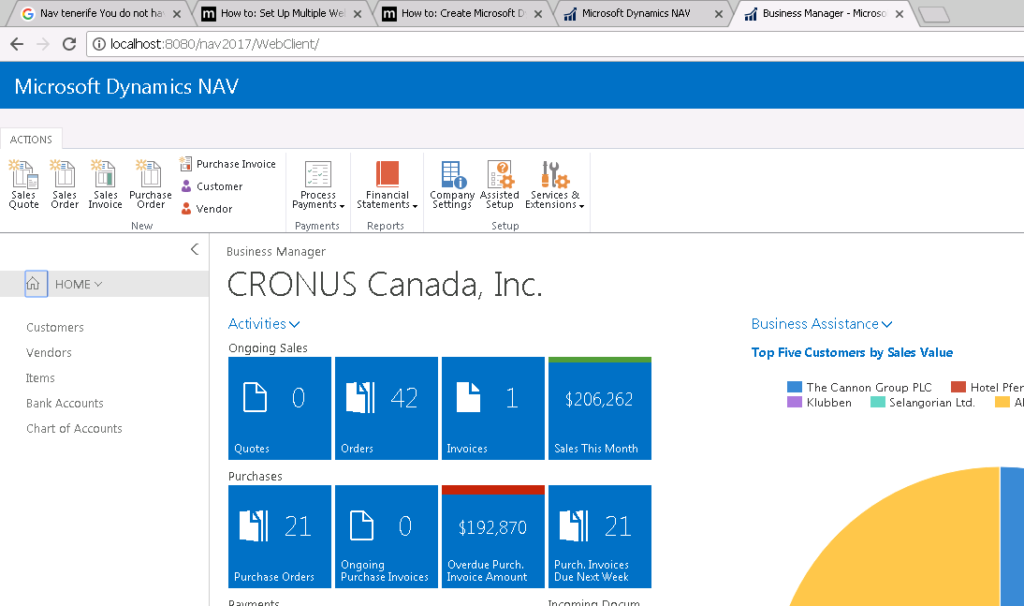 Nav tenerife You do not ha
How to: Set Up Multiple We
How to: Create Microsoft D
Microsoft Dynamics NAV
Business Manager - Microso
localhost:8080/nav2017/WebClient/
Microsoft Dynamics NAV
ACTIONS
Sales Quote
Sales Order
Sales Invoice
Purchase Order
Purchase Invoice
Customer
Vendor
New
Process Payments
Payments
Financial Statements
Reports
Company Settings
Assisted Setup
Services & Extensions
Setup
HOME
Customers
Vendors
Items
Bank Accounts
Chart of Accounts
Business Manager
CRONUS Canada, Inc.
Activities
Ongoing Sales
0
Quotes
42
Orders
1
Invoices
$206,262
Sales This Month
Purchases
21
Purchase Orders
0
Ongoing
Purchase Invoices
$192,870
Overdue Purch.
Invoice Amount
21
Purch. Invoices
Due Next Week
Payments
Incoming Docum
Business Assistance
Top Five Customers by Sales Value
The Cannon Group PLC
Hotel Pfer
Klubben
Selangorian Ltd.